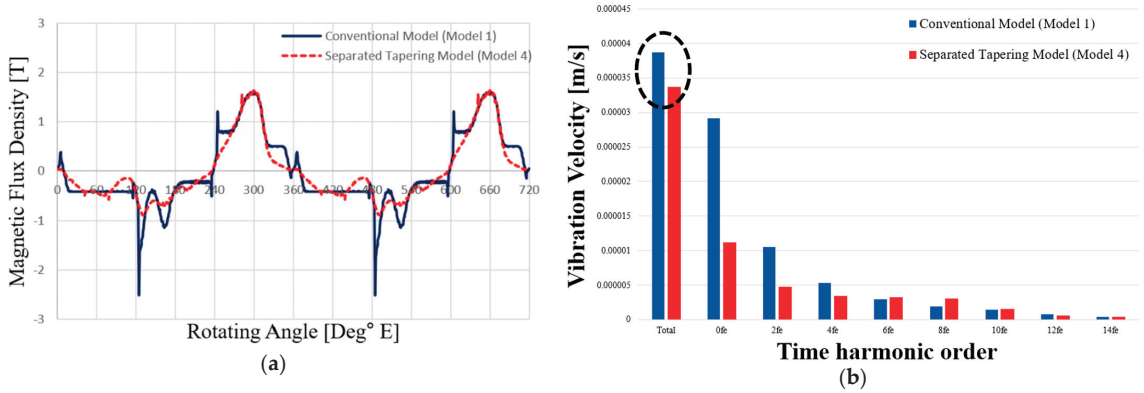 3
2
1
0
-1
-2
-3
Magnetic Flux Density [T]
Conventional Model (Model 1)
Separated Tapering Model (Model 4)
0 60 120 180 240 300 360 420 480 540 600 660 720
Rotating Angle [Deg° E]
(a)
0.000045
0.00004
0.000035
0.00003
0.000025
0.00002
0.000015
0.00001
0.000005
0
Vibration Velocity [m/s]
Conventional Model (Model 1)
Separated Tapering Model (Model 4)
Total 0fe 2fe 4fe 6fe 8fe 10fe 12fe 14fe
Time harmonic order
(b)